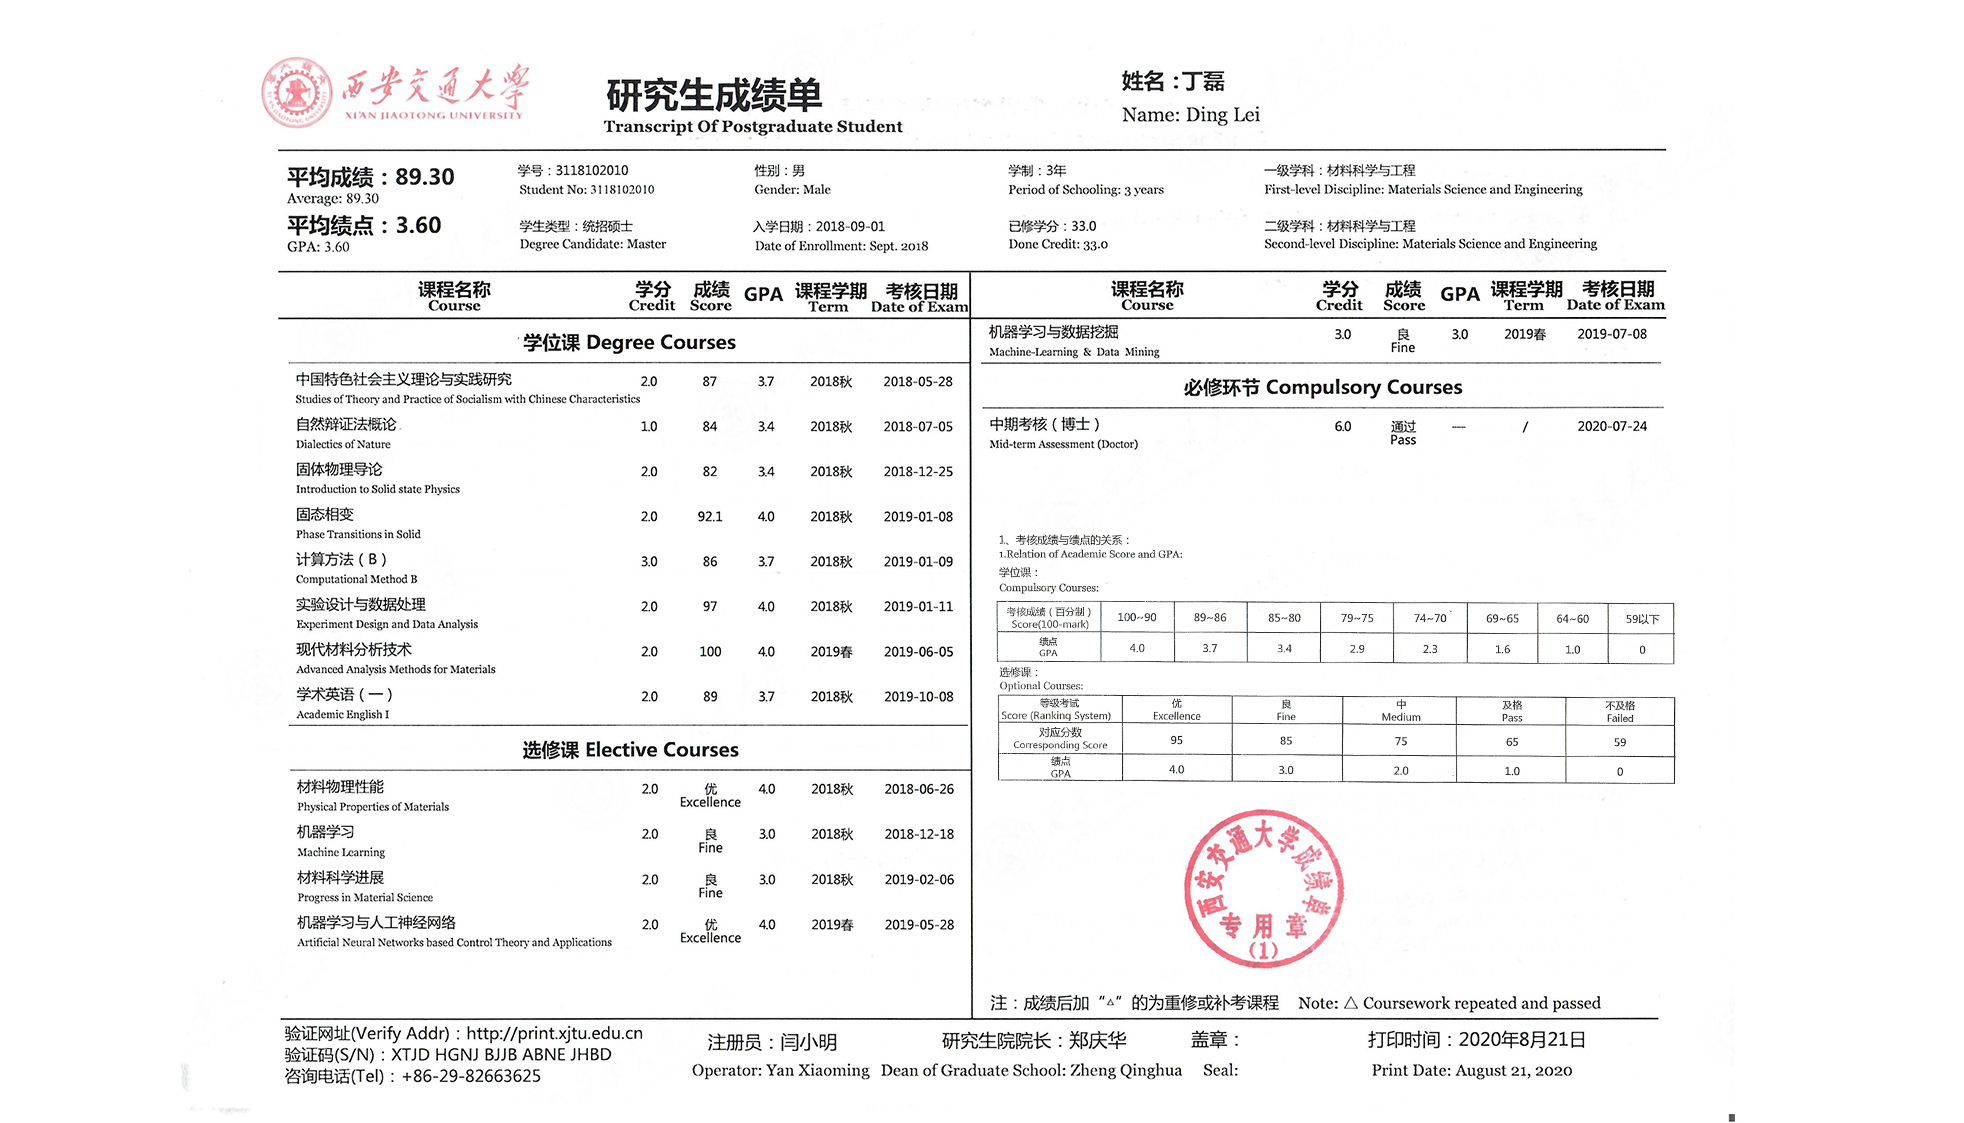 西安交通大学
XI'AN JIAOTONG UNIVERSITY
研究生成绩单
Transcript Of Postgraduate Student
姓名：丁磊
Name: Ding Lei
平均成绩：89.30
Average: 89.30
平均绩点：3.60
GPA: 3.60
学号：3118102010
Student No: 3118102010
学生类型：统招硕士
Degree Candidate: Master
性别：男
Gender: Male
入学日期：2018-09-01
Date of Enrollment: Sept. 2018
学制：3年
Period of Schooling: 3 years
已修学分：33.0
Done Credit: 33.0
一级学科：材料科学与工程
First-level Discipline: Materials Science and Engineering
二级学科：材料科学与工程
Second-level Discipline: Materials Science and Engineering
课程名称 学分 成绩 GPA 课程学期 考核日期
Course Credit Score Term Date of Exam
学位课 Degree Courses
中国特色社会主义理论与实践研究 2.0 87 3.7 2018秋 2018-05-28
Studies of Theory and Practice of Socialism with Chinese Characteristics
自然辩证法概论 1.0 84 3.4 2018秋 2018-07-05
Dialectics of Nature
固体物理导论 2.0 82 3.4 2018秋 2018-12-25
Introduction to Solid state Physics
固态相变 2.0 92.1 4.0 2018秋 2019-01-08
Phase Transitions in Solid
计算方法（B） 3.0 86 3.7 2018秋 2019-01-09
Computational Method B
实验设计与数据处理 2.0 97 4.0 2018秋 2019-01-11
Experiment Design and Data Analysis
现代材料分析技术 2.0 100 4.0 2019春 2019-06-05
Advanced Analysis Methods for Materials
学术英语（一） 2.0 89 3.7 2018秋 2019-10-08
Academic English I
选修课 Elective Courses
材料物理性能 2.0 优 4.0 2018秋 2018-06-26
Physical Properties of Materials Excellence
机器学习 2.0 良 3.0 2018秋 2018-12-18
Machine Learning Fine
材料科学进展 2.0 良 3.0 2018秋 2019-02-06
Progress in Material Science Fine
机器学习与人工神经网络 2.0 优 4.0 2019春 2019-05-28
Artificial Neural Networks based Control Theory and Applications Excellence
课程名称 学分 成绩 GPA 课程学期 考核日期
Course Credit Score Term Date of Exam
机器学习与数据挖掘 3.0 良 3.0 2019春 2019-07-08
Machine-Learning & Data Mining Fine
必修环节 Compulsory Courses
中期考核（博士） 6.0 通过 — / 2020-07-24
Mid-term Assessment (Doctor) Pass
1、考核成绩与绩点的关系：
1.Relation of Academic Score and GPA:
学位课：
Compulsory Courses:
考核成绩（百分制） 100~90 89~86 85~80 79~75 74~70 69~65 64~60 59以下
Score(100-mark)
绩点 4.0 3.7 3.4 2.9 2.3 1.6 1.0 0
GPA
选修课：
Optional Courses:
等级考试 优 良 中 及格 不及格
Score (Ranking System) Excellence Fine Medium Pass Failed
对应分数 95 85 75 65 59
Corresponding Score
绩点 4.0 3.0 2.0 1.0 0
GPA
西安交通大学成绩单
专用章
(1)
注：成绩后加“△”的为重修或补考课程 Note: △ Coursework repeated and passed
验证网址(Verify Addr)：http://print.xjtu.edu.cn
验证码(S/N)：XTJD HGNJ BJJB ABNE JHBD
咨询电话(Tel)：+86-29-82663625
注册员：闫小明 研究生院院长：郑庆华 盖章： 打印时间：2020年8月21日
Operator: Yan Xiaoming Dean of Graduate School: Zheng Qinghua Seal: Print Date: August 21, 2020